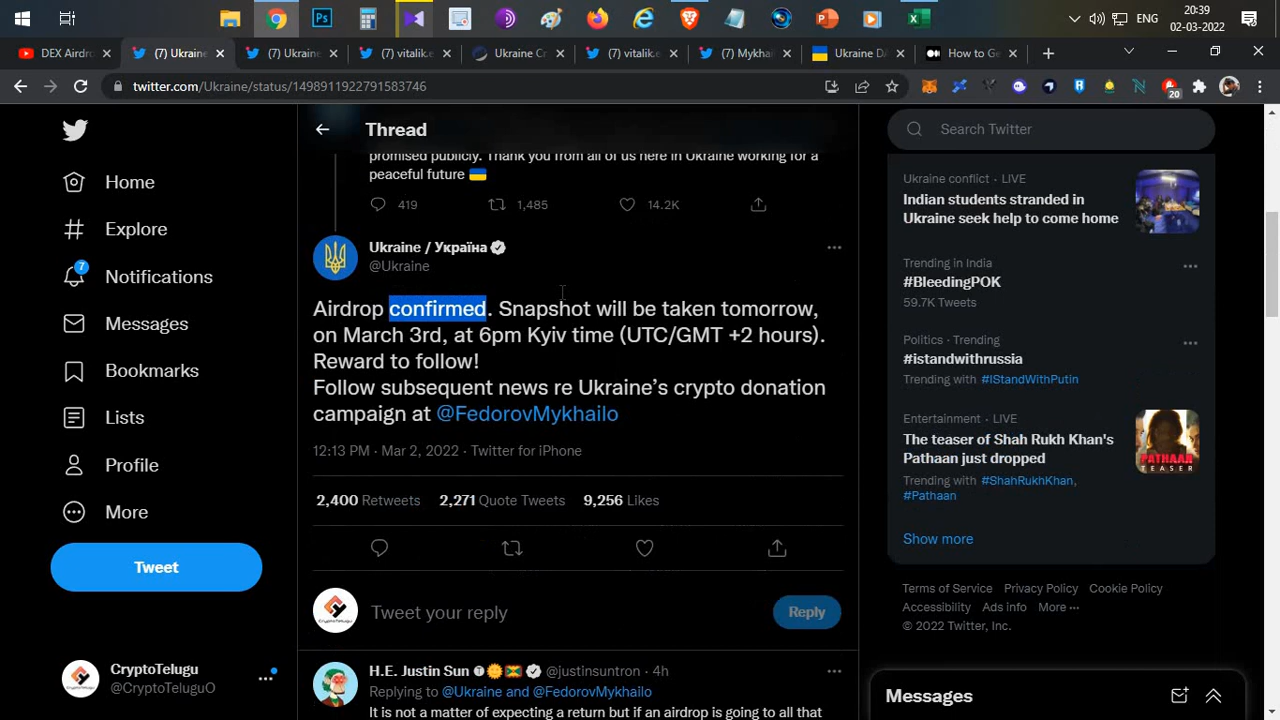 20:39
ENG
02-03-2022
DEX Airdro
(7) Ukraine
(7) Ukraine
(7) vitalik.e
Ukraine Cr
(7) vitalik.e
(7) Mykhai
Ukraine DA
How to Ge
twitter.com/Ukraine/status/1498911922791583746
20
Home
Explore
7
Notifications
Messages
Bookmarks
Lists
Profile
More
Tweet
CryptoTelugu
@CryptoTeluguO
Thread
promised publicly. Thank you from all of us here in Ukraine working for a
peaceful future
419 1,485 14.2K
Ukraine / Україна
@Ukraine
Airdrop confirmed. Snapshot will be taken tomorrow,
on March 3rd, at 6pm Kyiv time (UTC/GMT +2 hours).
Reward to follow!
Follow subsequent news re Ukraine’s crypto donation
campaign at @FedorovMykhailo
12:13 PM · Mar 2, 2022 · Twitter for iPhone
2,400 Retweets 2,271 Quote Tweets 9,256 Likes
Tweet your reply
Reply
H.E. Justin Sun @justinsuntron · 4h
Replying to @Ukraine and @FedorovMykhailo
It is not a matter of expecting a return but if an airdrop is going to all that
Search Twitter
Ukraine conflict · LIVE
Indian students stranded in
Ukraine seek help to come home
Trending in India
#BleedingPOK
59.7K Tweets
Politics · Trending
#istandwithrussia
Trending with #IStandWithPutin
Entertainment · LIVE
The teaser of Shah Rukh Khan's
Pathaan just dropped
Trending with #ShahRukhKhan,
#Pathaan
PATHAAN
TEASER
Show more
Terms of Service Privacy Policy Cookie Policy
Accessibility Ads info More ···
© 2022 Twitter, Inc.
Messages